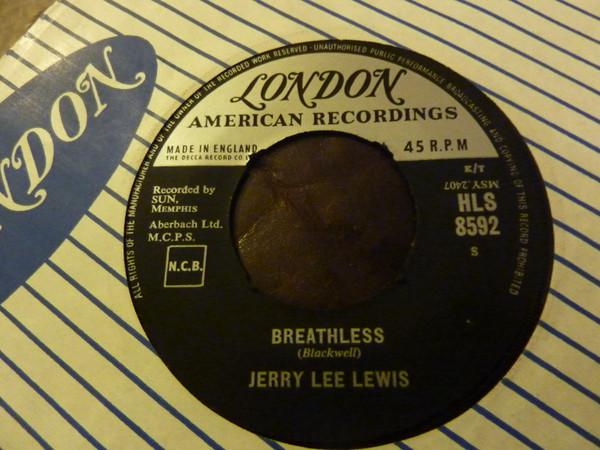 LONDON
ALL RIGHTS OF THE MANUFACTURER AND OF THE OWNER OF THE RECORDED WORK RESERVED · UNAUTHORISED PUBLIC PERFORMANCE BROADCASTING AND COPYING OF THIS RECORD PROHIBITED
LONDON
AMERICAN RECORDINGS
MADE IN ENGLAND
45 R.P.M
THE DECCA RECORD CO
K/T
MSV.2407
Recorded by
SUN,
MEMPHIS
HLS
8592
Aberbach Ltd.
M.C.P.S.
S
N.C.B.
BREATHLESS
(Blackwell)
JERRY LEE LEWIS